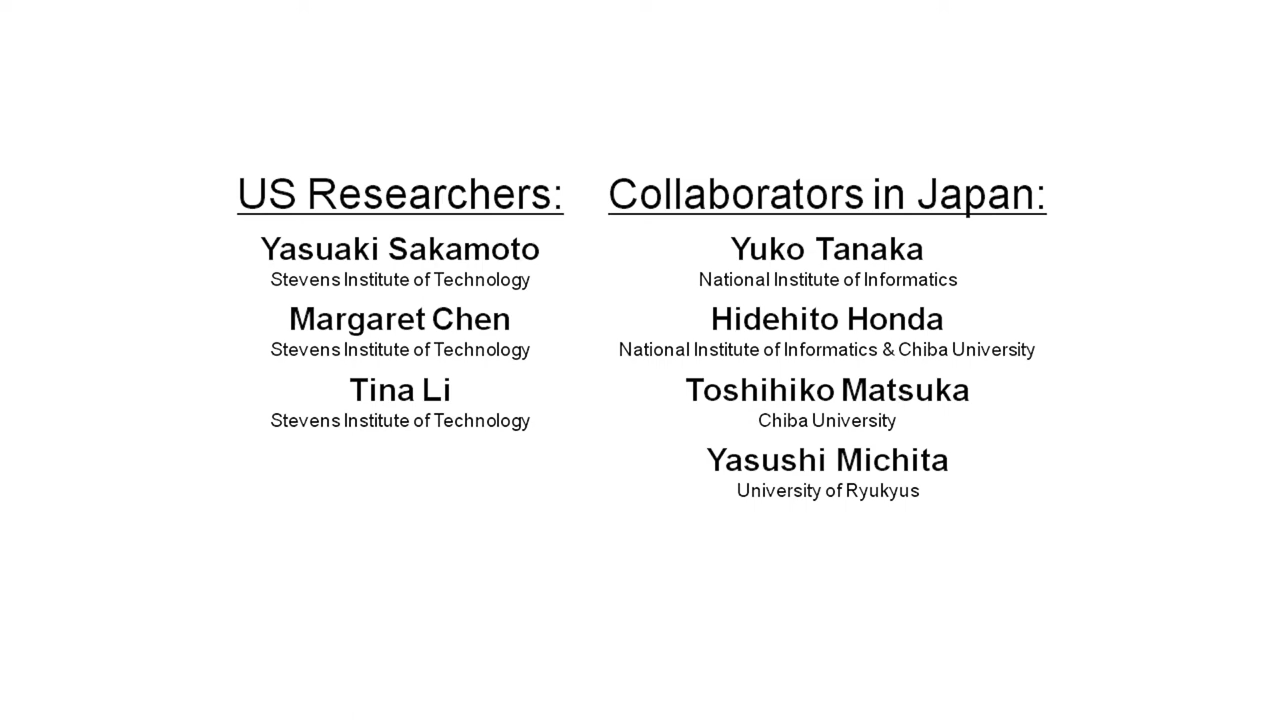 US Researchers:
Yasuaki Sakamoto
Stevens Institute of Technology
Margaret Chen
Stevens Institute of Technology
Tina Li
Stevens Institute of Technology
Collaborators in Japan:
Yuko Tanaka
National Institute of Informatics
Hidehito Honda
National Institute of Informatics & Chiba University
Toshihiko Matsuka
Chiba University
Yasushi Michita
University of Ryukyus